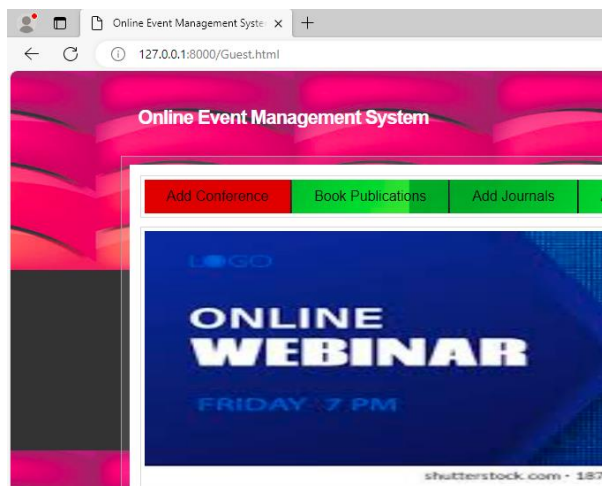 Online Event Management Syste
127.0.0.1:8000/Guest.html
Online Event Management System
Add Conference Book Publications Add Journals A
LOGO
ONLINE
WEBINAR
FRIDAY 7 PM
shutterstock.com · 187